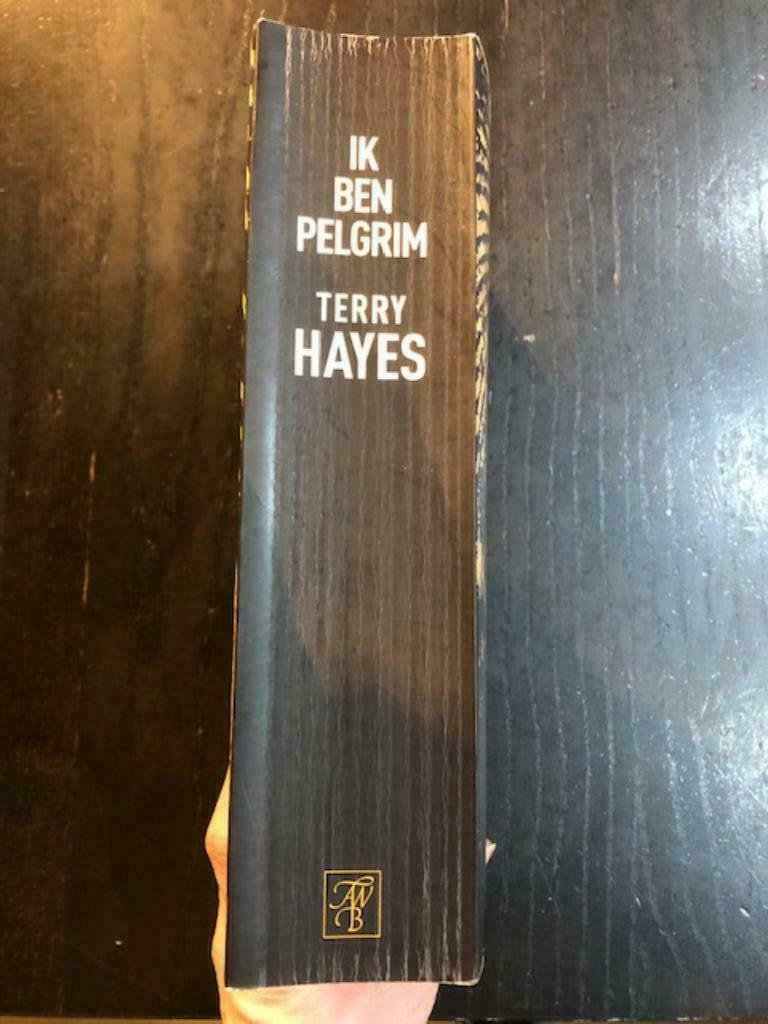 IK
BEN
PELGRIM
TERRY
HAYES
AW
B